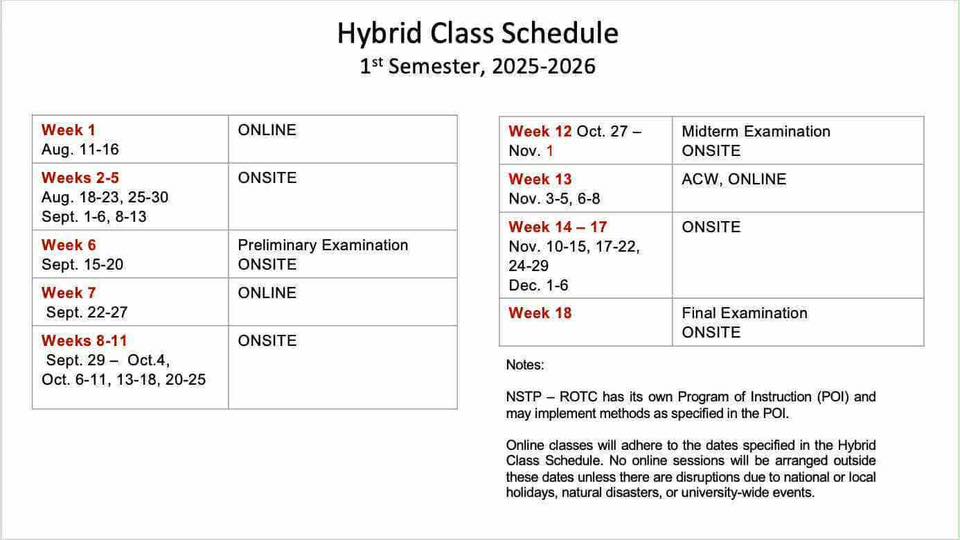 Hybrid Class Schedule
1st Semester, 2025-2026
Week 1
Aug. 11-16
ONLINE
Weeks 2-5
Aug. 18-23, 25-30
Sept. 1-6, 8-13
ONSITE
Week 6
Sept. 15-20
Preliminary Examination
ONSITE
Week 7
Sept. 22-27
ONLINE
Weeks 8-11
Sept. 29 – Oct.4,
Oct. 6-11, 13-18, 20-25
ONSITE
Week 12 Oct. 27 –
Nov. 1
Midterm Examination
ONSITE
Week 13
Nov. 3-5, 6-8
ACW, ONLINE
Week 14 – 17
Nov. 10-15, 17-22,
24-29
Dec. 1-6
ONSITE
Week 18
Final Examination
ONSITE
Notes:
NSTP – ROTC has its own Program of Instruction (POI) and
may implement methods as specified in the POI.
Online classes will adhere to the dates specified in the Hybrid
Class Schedule. No online sessions will be arranged outside
these dates unless there are disruptions due to national or local
holidays, natural disasters, or university-wide events.